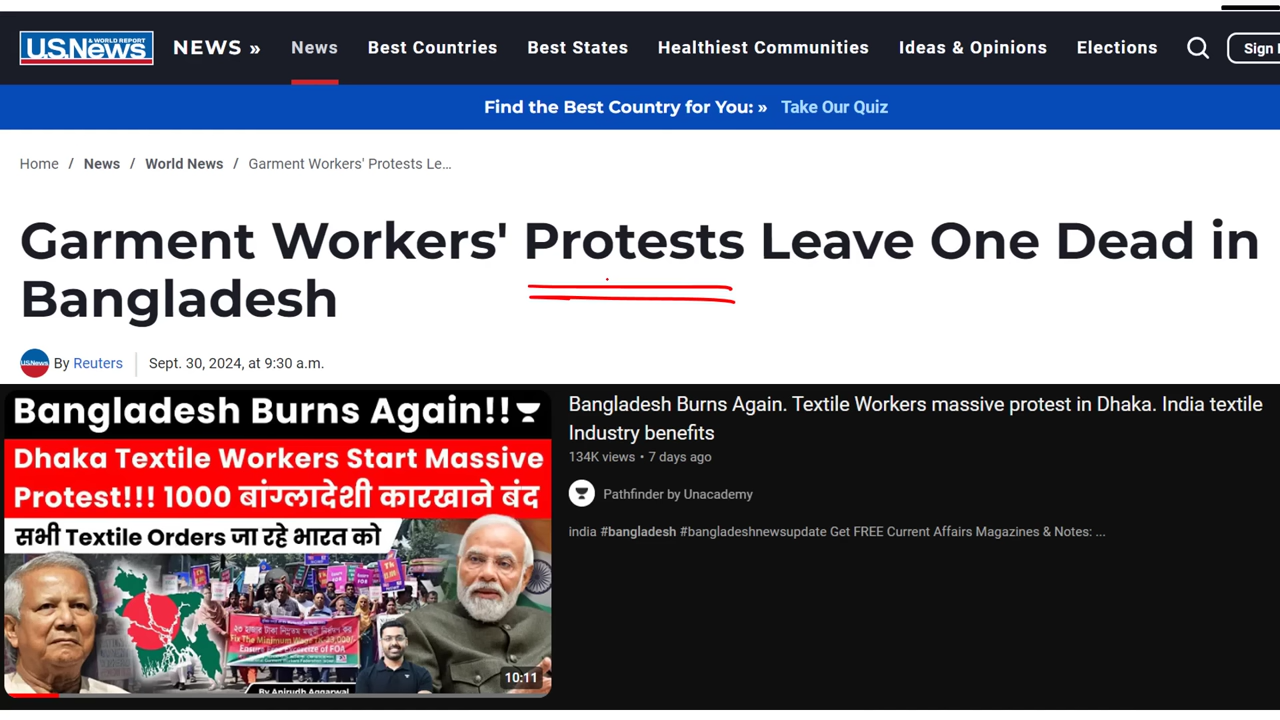 U.S.News
& WORLD REPORT
NEWS » News Best Countries Best States Healthiest Communities Ideas & Opinions Elections Sign
Find the Best Country for You: » Take Our Quiz
Home / News / World News / Garment Workers' Protests Le...
Garment Workers' Protests Leave One Dead in
Bangladesh
By Reuters Sept. 30, 2024, at 9:30 a.m.
Bangladesh Burns Again!!
Dhaka Textile Workers Start Massive
Protest!!! 1000 बांग्लादेशी कारखाने बंद
सभी Textile Orders जा रहे भारत को
Fix The Minimum Wage
By Anirudh Aggarwal
10:11
Bangladesh Burns Again. Textile Workers massive protest in Dhaka. India textile
Industry benefits
134K views • 7 days ago
Pathfinder by Unacademy
india #bangladesh #bangladeshnewsupdate Get FREE Current Affairs Magazines & Notes: ...